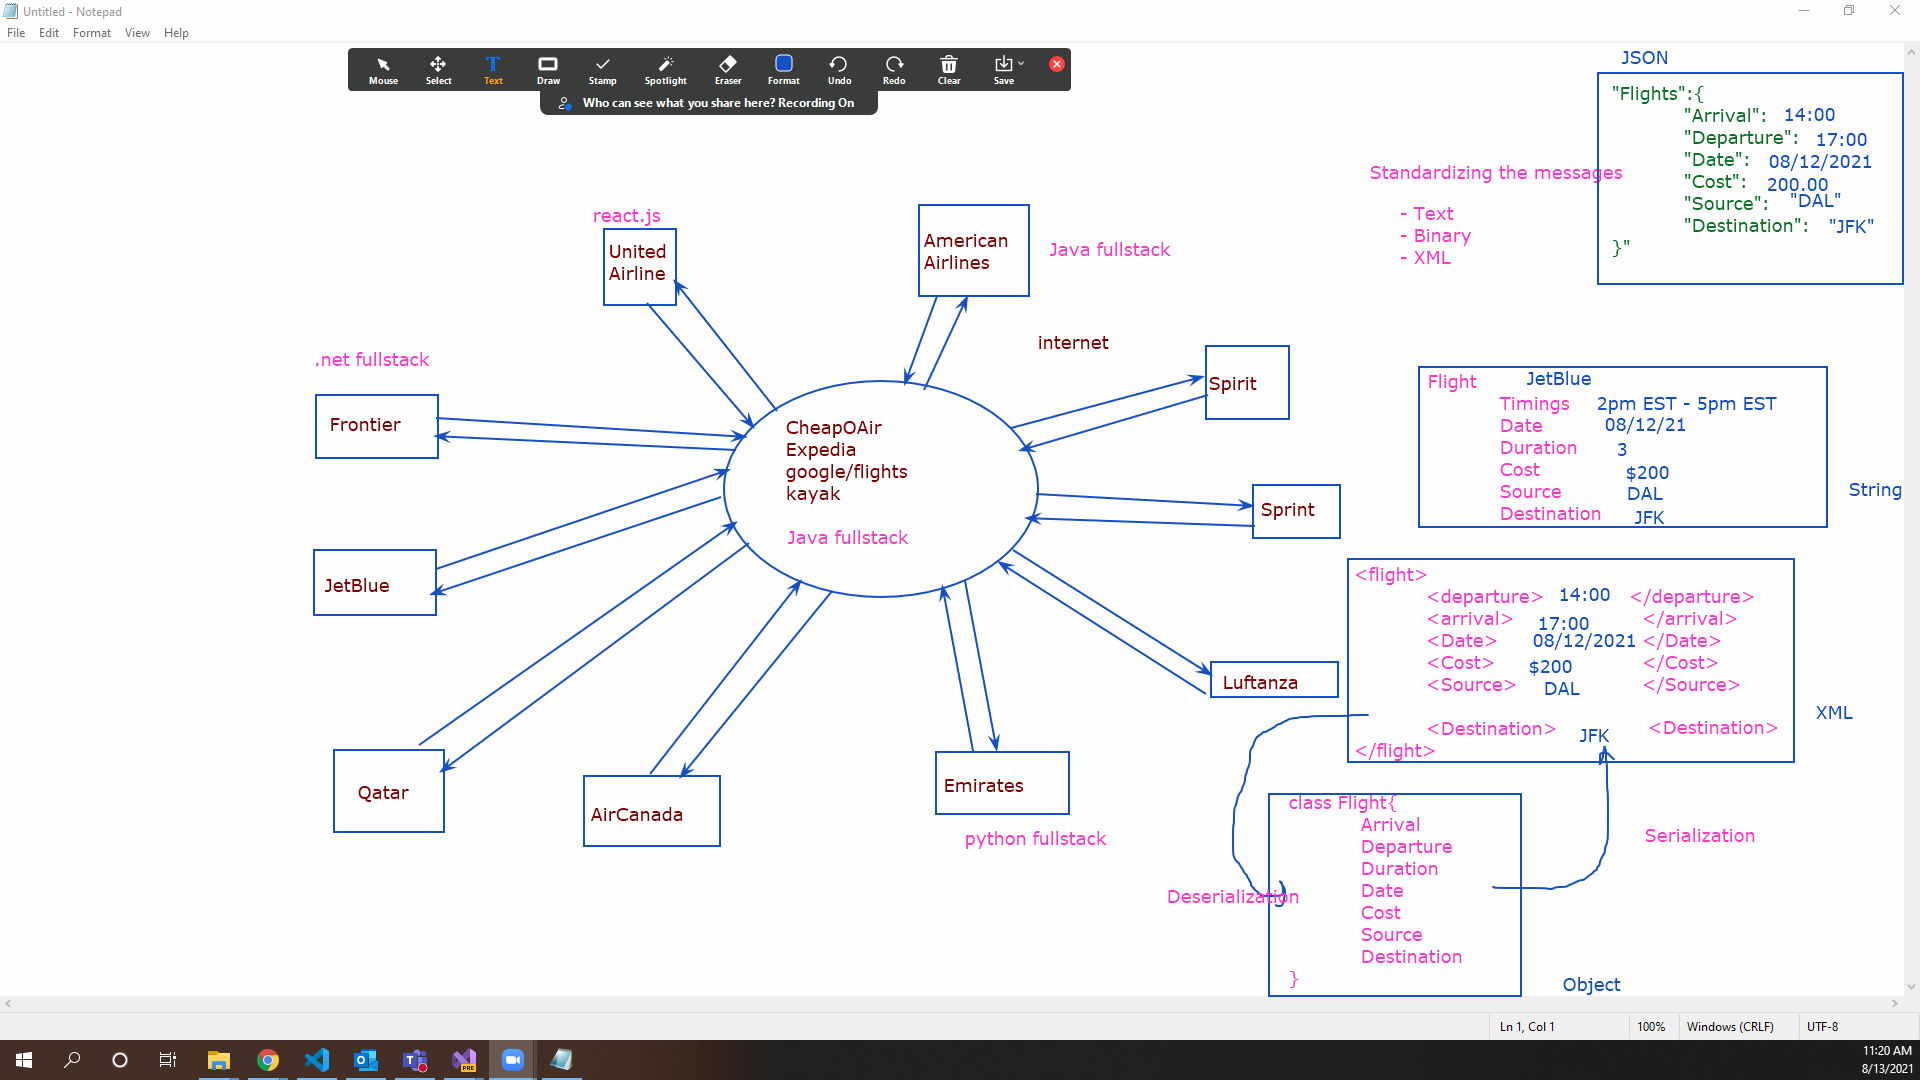 Untitled - Notepad
File Edit Format View Help
Mouse Select Text Draw Stamp Spotlight Eraser Format Undo Redo Clear Save
Who can see what you share here? Recording On
JSON
"Flights":{
"Arrival": 14:00
"Departure": 17:00
"Date": 08/12/2021
"Cost": 200.00
"Source": "DAL"
"Destination": "JFK"
}"
Standardizing the messages
- Text
- Binary
- XML
react.js
United
Airline
American
Airlines
Java fullstack
internet
.net fullstack
Frontier
Spirit
CheapOAir
Expedia
google/flights
kayak
Java fullstack
Sprint
JetBlue
Luftanza
Qatar
AirCanada
Emirates
python fullstack
Flight JetBlue
Timings 2pm EST - 5pm EST
Date 08/12/21
Duration 3
Cost $200
Source DAL
Destination JFK
String
<flight>
<departure> 14:00 </departure>
<arrival> 17:00 </arrival>
<Date> 08/12/2021 </Date>
<Cost> $200 </Cost>
<Source> DAL </Source>
<Destination> JFK <Destination>
</flight>
XML
class Flight{
Arrival
Departure
Duration
Date
Cost
Source
Destination
}
Serialization
Deserialization
Object
Ln 1, Col 1 100% Windows (CRLF) UTF-8
PRE
11:20 AM
8/13/2021